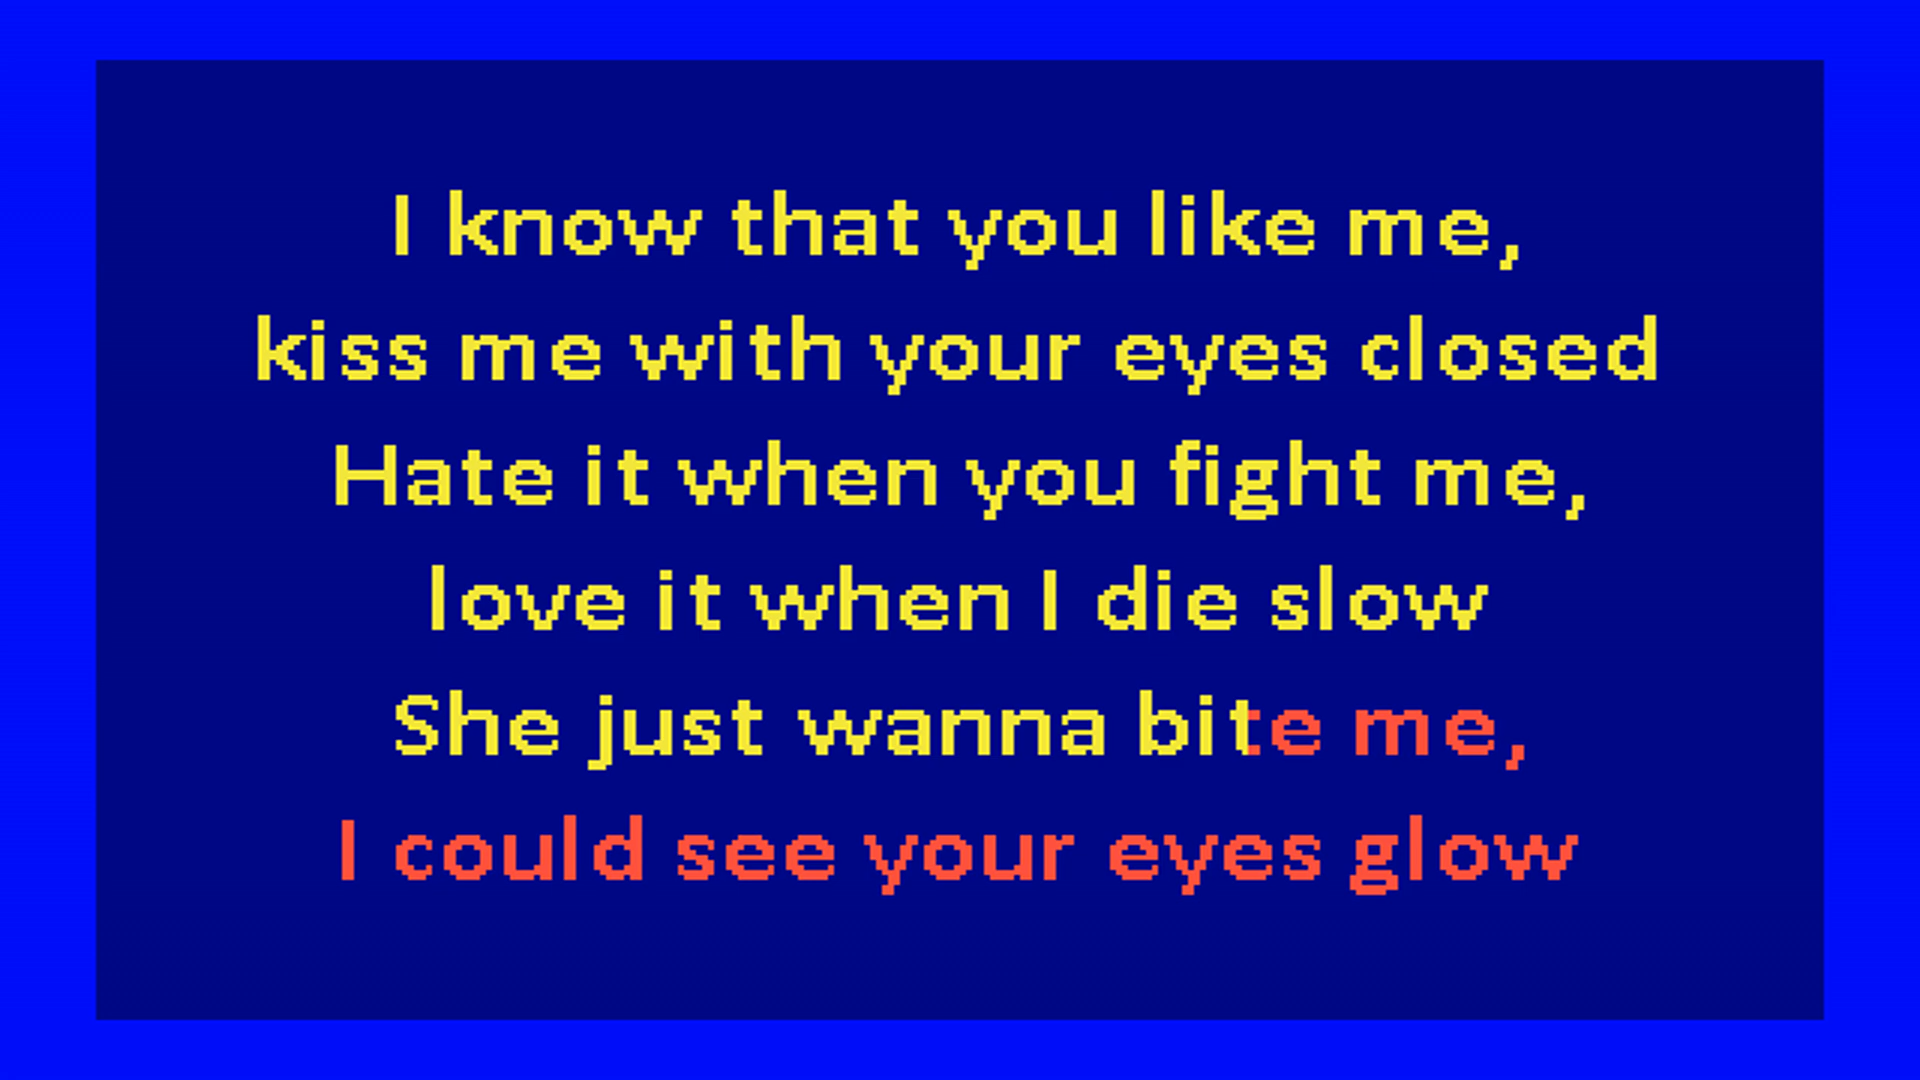 I know that you like me,
kiss me with your eyes closed
Hate it when you fight me,
love it when I die slow
She just wanna bite me,
I could see your eyes glow